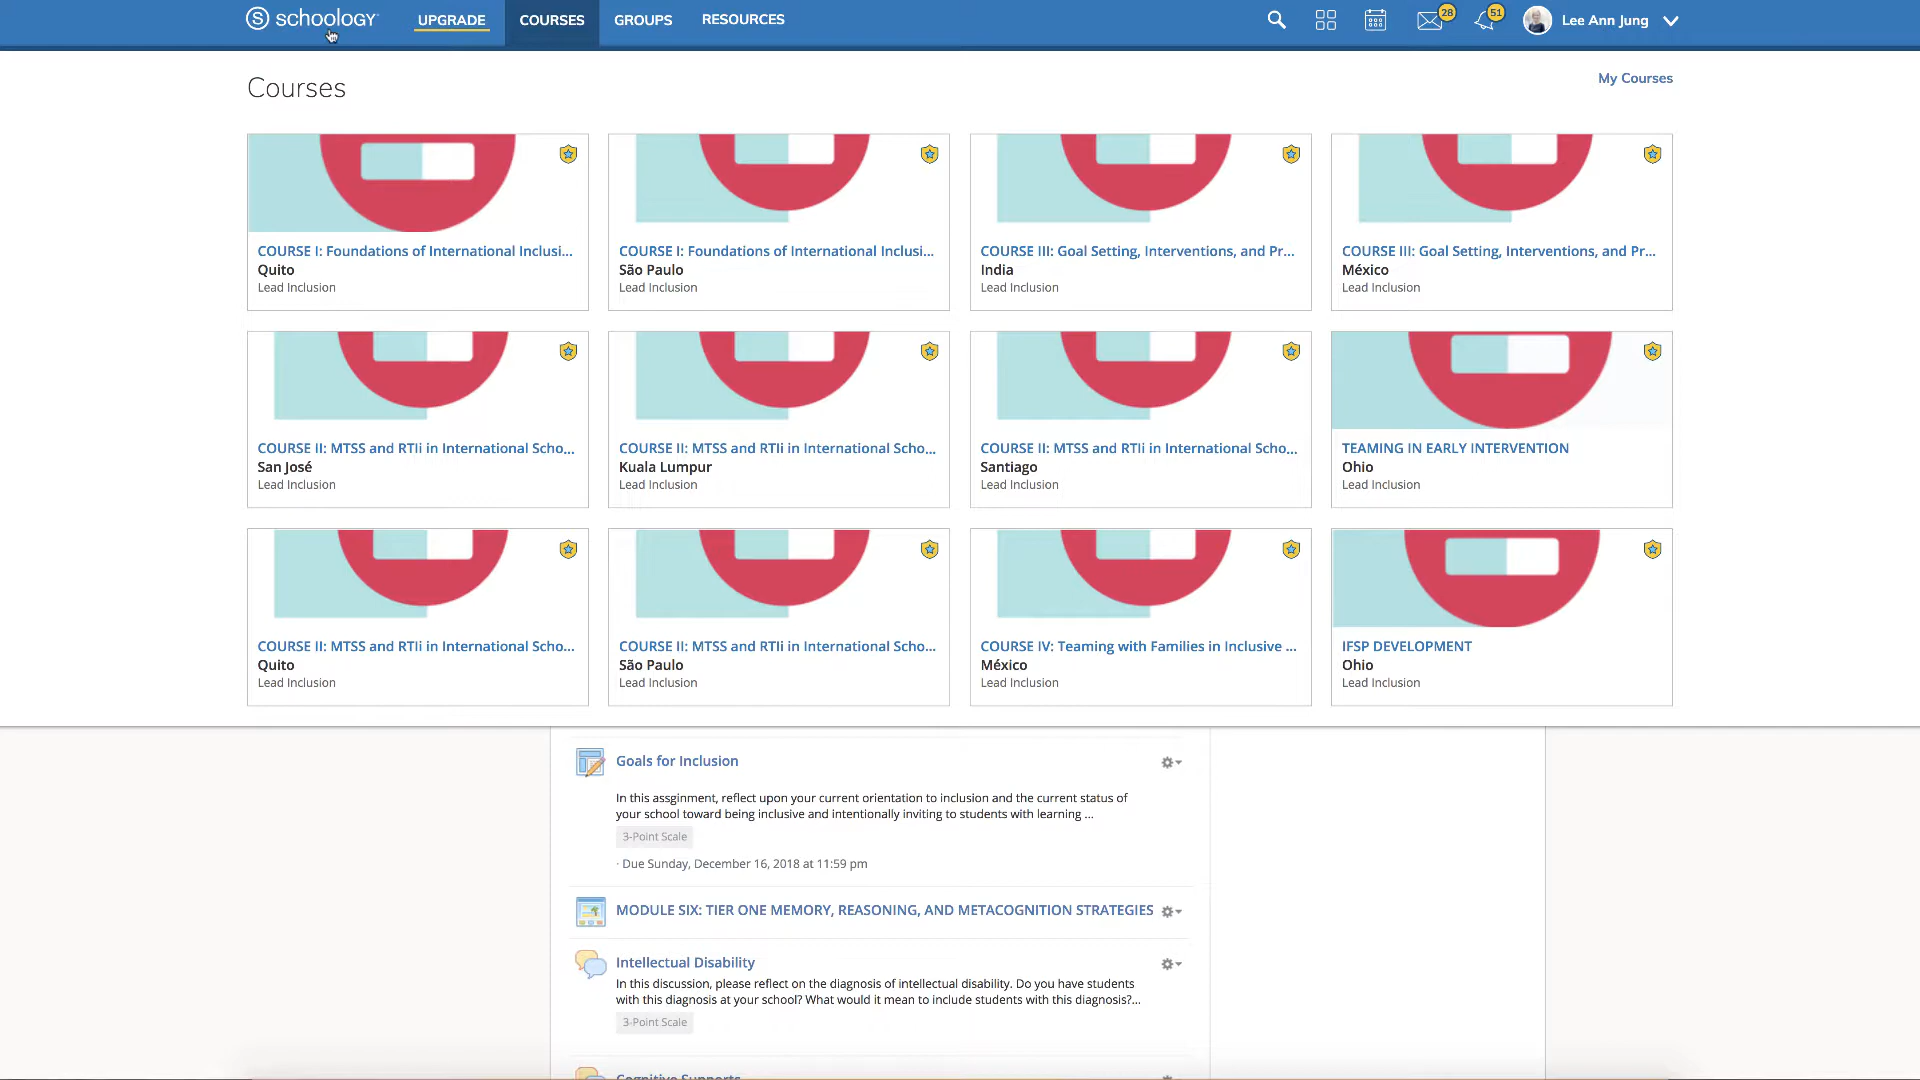 schoology
UPGRADE
COURSES
GROUPS
RESOURCES
28
51
Lee Ann Jung
Courses
My Courses
COURSE I: Foundations of International Inclusi...
Quito
Lead Inclusion
COURSE I: Foundations of International Inclusi...
São Paulo
Lead Inclusion
COURSE III: Goal Setting, Interventions, and Pr...
India
Lead Inclusion
COURSE III: Goal Setting, Interventions, and Pr...
México
Lead Inclusion
COURSE II: MTSS and RTIi in International Scho...
San José
Lead Inclusion
COURSE II: MTSS and RTIi in International Scho...
Kuala Lumpur
Lead Inclusion
COURSE II: MTSS and RTIi in International Scho...
Santiago
Lead Inclusion
TEAMING IN EARLY INTERVENTION
Ohio
Lead Inclusion
COURSE II: MTSS and RTIi in International Scho...
Quito
Lead Inclusion
COURSE II: MTSS and RTIi in International Scho...
São Paulo
Lead Inclusion
COURSE IV: Teaming with Families in Inclusive ...
México
Lead Inclusion
IFSP DEVELOPMENT
Ohio
Lead Inclusion
Goals for Inclusion
In this assginment, reflect upon your current orientation to inclusion and the current status of
your school toward being inclusive and intentionally inviting to students with learning ...
3-Point Scale
· Due Sunday, December 16, 2018 at 11:59 pm
MODULE SIX: TIER ONE MEMORY, REASONING, AND METACOGNITION STRATEGIES
Intellectual Disability
In this discussion, please reflect on the diagnosis of intellectual disability. Do you have students
with this diagnosis at your school? What would it mean to include students with this diagnosis?...
3-Point Scale
Cognitive Supports